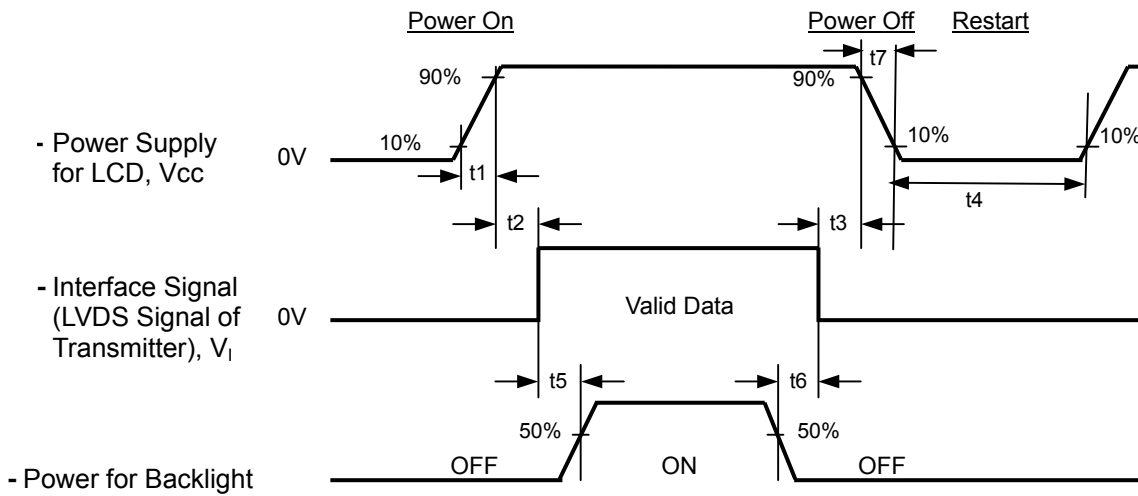 Power On
Power Off
Restart
t7
90%
90%
- Power Supply
for LCD, Vcc
0V
10%
10%
10%
t1
t4
t2
t3
- Interface Signal
(LVDS Signal of
Transmitter), VI
0V
Valid Data
t5
t6
50%
50%
- Power for Backlight
OFF
ON
OFF